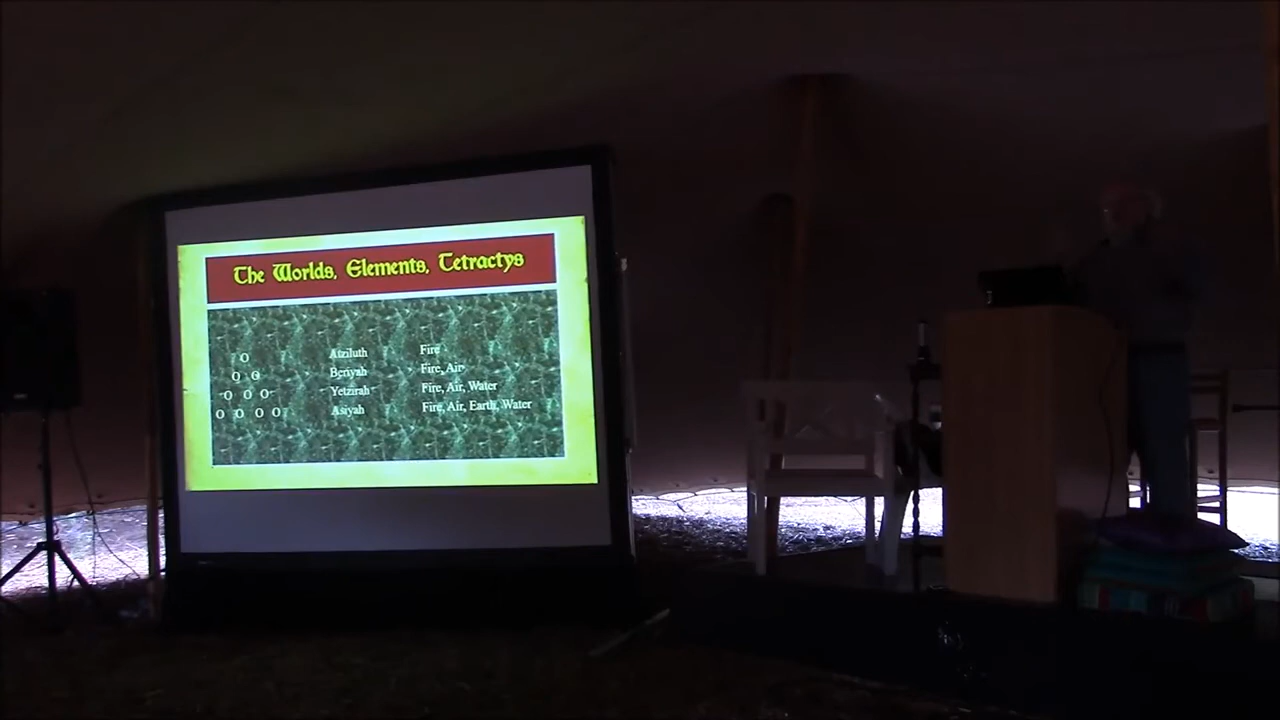 The Worlds, Elements, Tetractys
O Atziluth Fire
O O Beriyah Fire, Air
O O O Yetzirah Fire, Air, Water
O O O O Asiyah Fire, Air, Earth, Water